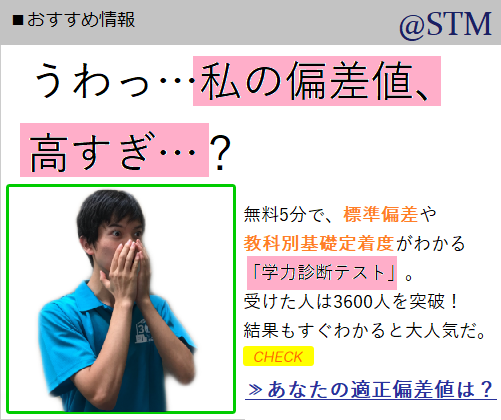 ■おすすめ情報
@STM
うわっ…私の偏差値、
高すぎ…？
無料5分で、標準偏差や
教科別基礎定着度がわかる
「学力診断テスト」。
受けた人は3600人を突破！
結果もすぐわかると大人気だ。
CHECK
≫あなたの適正偏差値は？